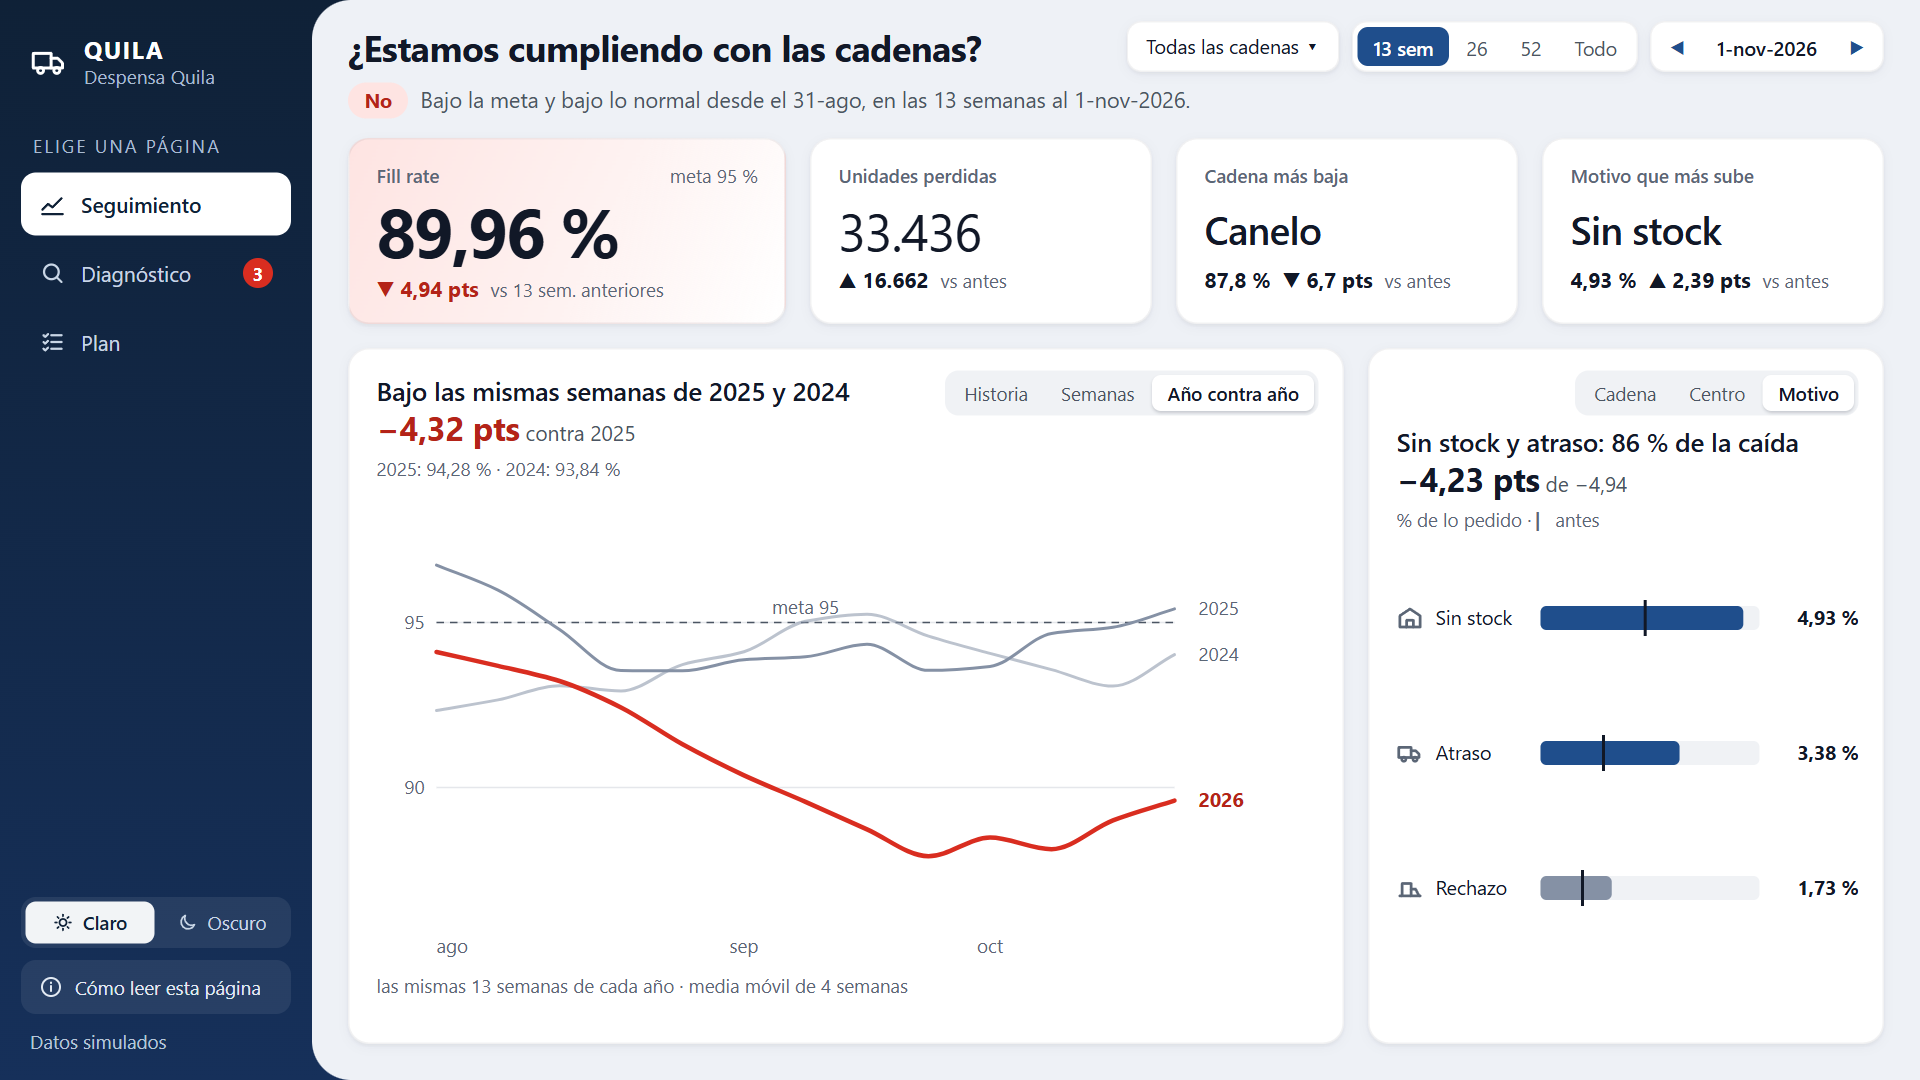 QUILA
Despensa Quila
ELIGE UNA PÁGINA
Seguimiento
Diagnóstico 3
Plan
Claro Oscuro
Cómo leer esta página
Datos simulados
¿Estamos cumpliendo con las cadenas?
Todas las cadenas ▼
13 sem 26 52 Todo
◀ 1-nov-2026 ▶
No Bajo la meta y bajo lo normal desde el 31-ago, en las 13 semanas al 1-nov-2026.
Fill rate meta 95 %
89,96 %
▼ 4,94 pts vs 13 sem. anteriores
Unidades perdidas
33.436
▲ 16.662 vs antes
Cadena más baja
Canelo
87,8 % ▼ 6,7 pts vs antes
Motivo que más sube
Sin stock
4,93 % ▲ 2,39 pts vs antes
Bajo las mismas semanas de 2025 y 2024
Historia Semanas Año contra año
−4,32 pts contra 2025
2025: 94,28 % · 2024: 93,84 %
meta 95
95
90
2025
2024
2026
ago sep oct
las mismas 13 semanas de cada año · media móvil de 4 semanas
Cadena Centro Motivo
Sin stock y atraso: 86 % de la caída
−4,23 pts de −4,94
% de lo pedido · | antes
Sin stock 4,93 %
Atraso 3,38 %
Rechazo 1,73 %